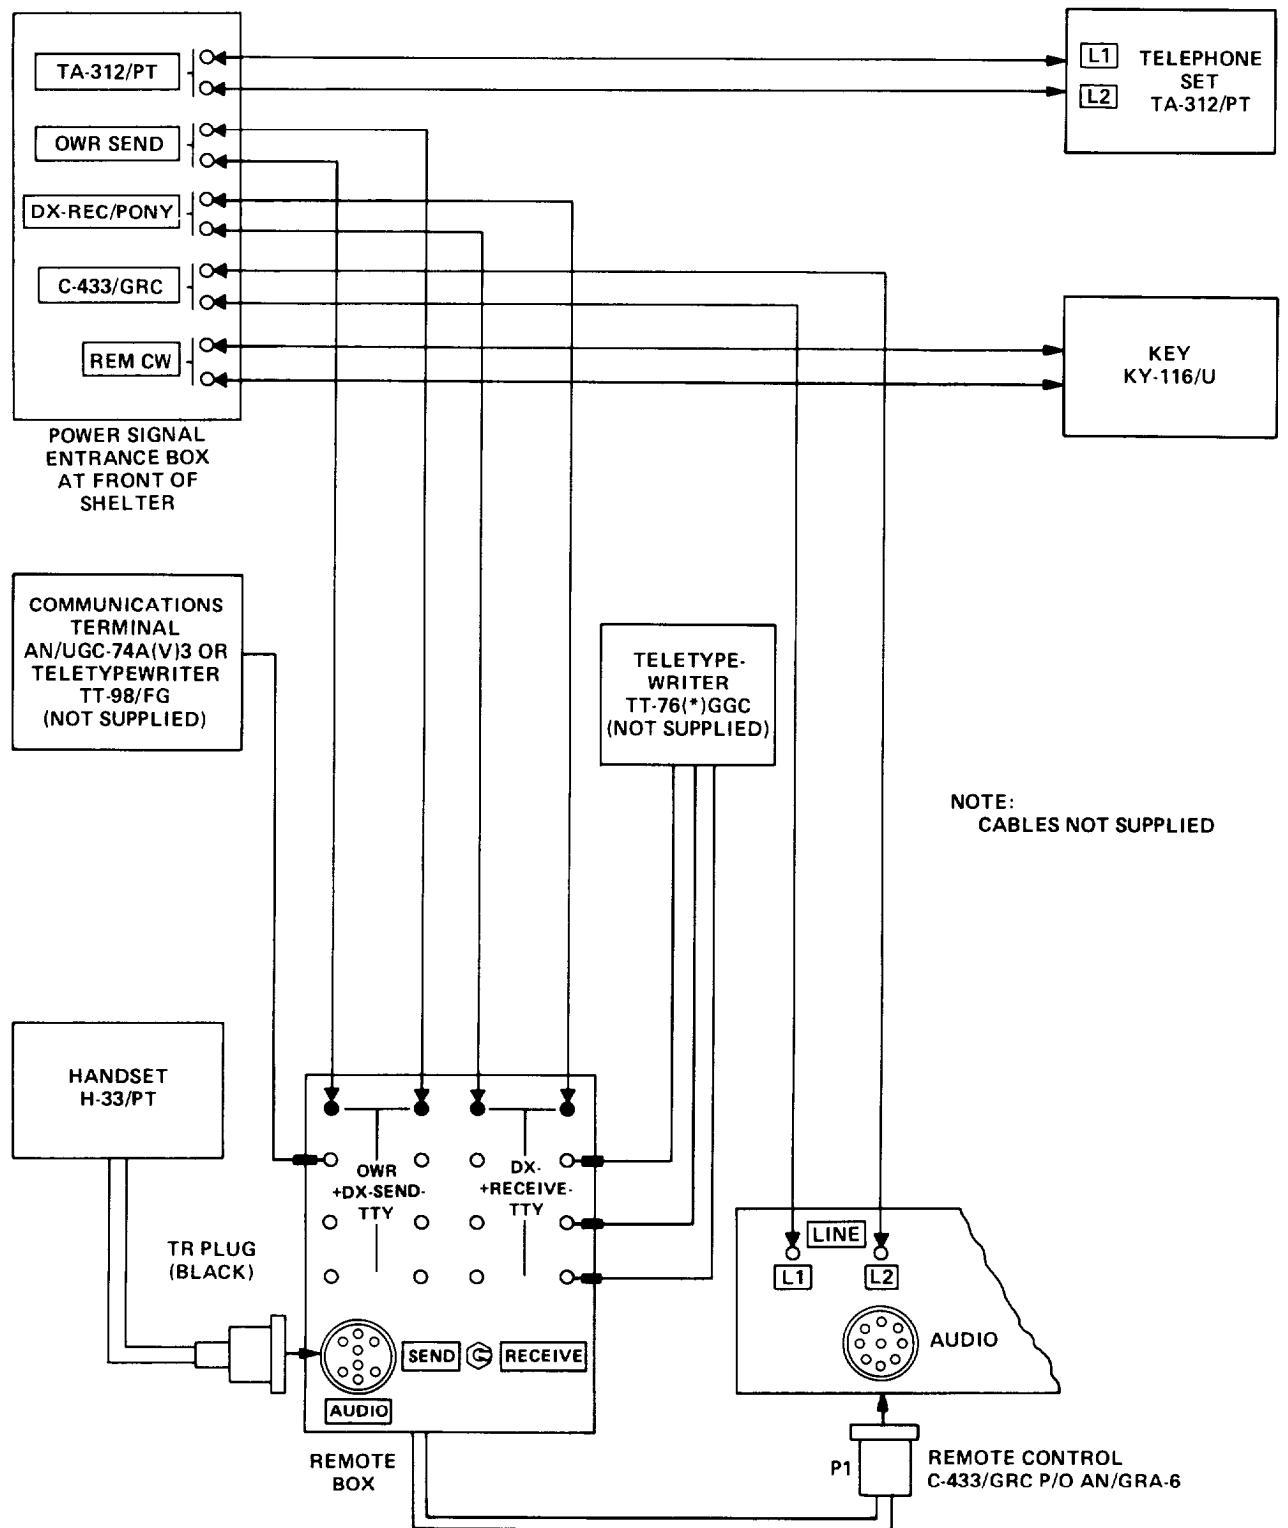 TA-312/PT
OWR SEND
DX-REC/PONY
C-433/GRC
REM CW
POWER SIGNAL
ENTRANCE BOX
AT FRONT OF
SHELTER
L1
L2
TELEPHONE
SET
TA-312/PT
KEY
KY-116/U
COMMUNICATIONS
TERMINAL
AN/UGC-74A(V)3 OR
TELETYPEWRITER
TT-98/FG
(NOT SUPPLIED)
TELETYPE-
WRITER
TT-76(*)GGC
(NOT SUPPLIED)
NOTE:
CABLES NOT SUPPLIED
HANDSET
H-33/PT
TR PLUG
(BLACK)
OWR
+DX-SEND-
TTY
DX-
+RECEIVE-
TTY
SEND
RECEIVE
AUDIO
REMOTE
BOX
LINE
L1
L2
AUDIO
P1
REMOTE CONTROL
C-433/GRC P/O AN/GRA-6